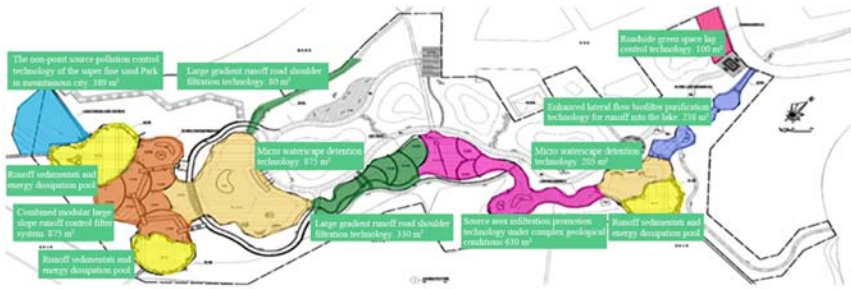 The non-point source pollution control
technology of the super fine sand Park
in mountainous city. 389 m²
Large gradient runoff road shoulder
filtration technology. 80 m²
Roadside green space lag
control technology. 100 m²
Enhanced lateral flow biofilter purification
technology for runoff into the lake. 238 m²
Micro waterscape detention
technology. 875 m²
Micro waterscape detention
technology. 205 m²
Runoff sedimentati and
energy dissipation pool
Combined modular large
slope runoff control filter
system. 875 m²
Large gradient runoff road shoulder
filtration technology. 330 m²
Source area infiltration promotion
technology under complex geological
conditions 630 m²
Runoff sedimentati and
energy dissipation pool
Runoff sedimentati and
energy dissipation pool